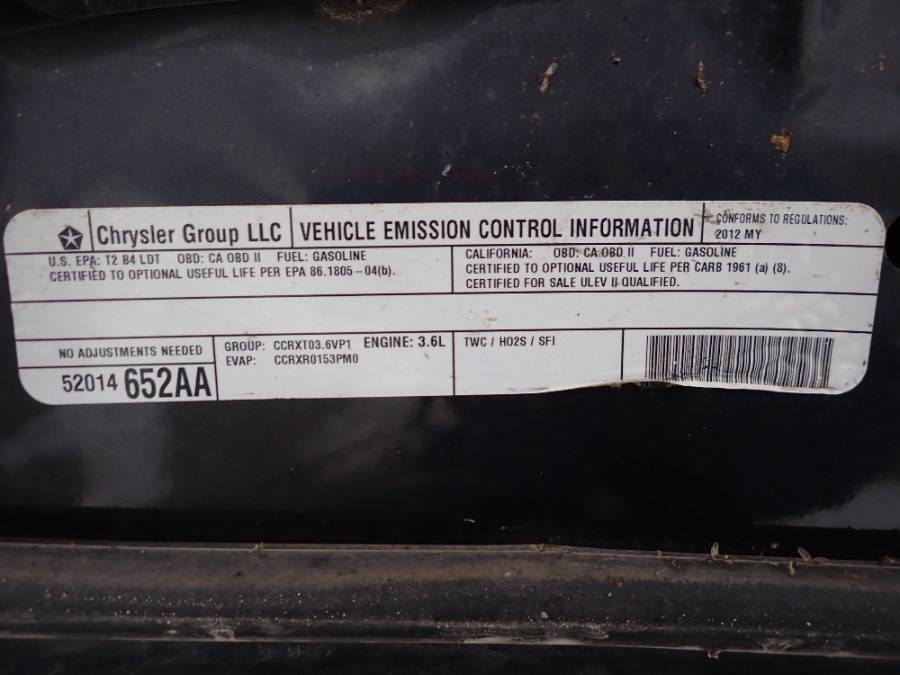 Chrysler Group LLC
VEHICLE EMISSION CONTROL INFORMATION
CONFORMS TO REGULATIONS:
2012 MY
U.S. EPA: T2 B4 LDT OBD: CA OBD II FUEL: GASOLINE
CERTIFIED TO OPTIONAL USEFUL LIFE PER EPA 86.1805-04(b).
CALIFORNIA: OBD: CA OBD II FUEL: GASOLINE
CERTIFIED TO OPTIONAL USEFUL LIFE PER CARB 1961 (a) (8).
CERTIFIED FOR SALE ULEV II QUALIFIED.
NO ADJUSTMENTS NEEDED
52014 652AA
GROUP: CCRXT03.6VP1 ENGINE: 3.6L
EVAP: CCRXR0153PM0
TWC / HO2S / SFI